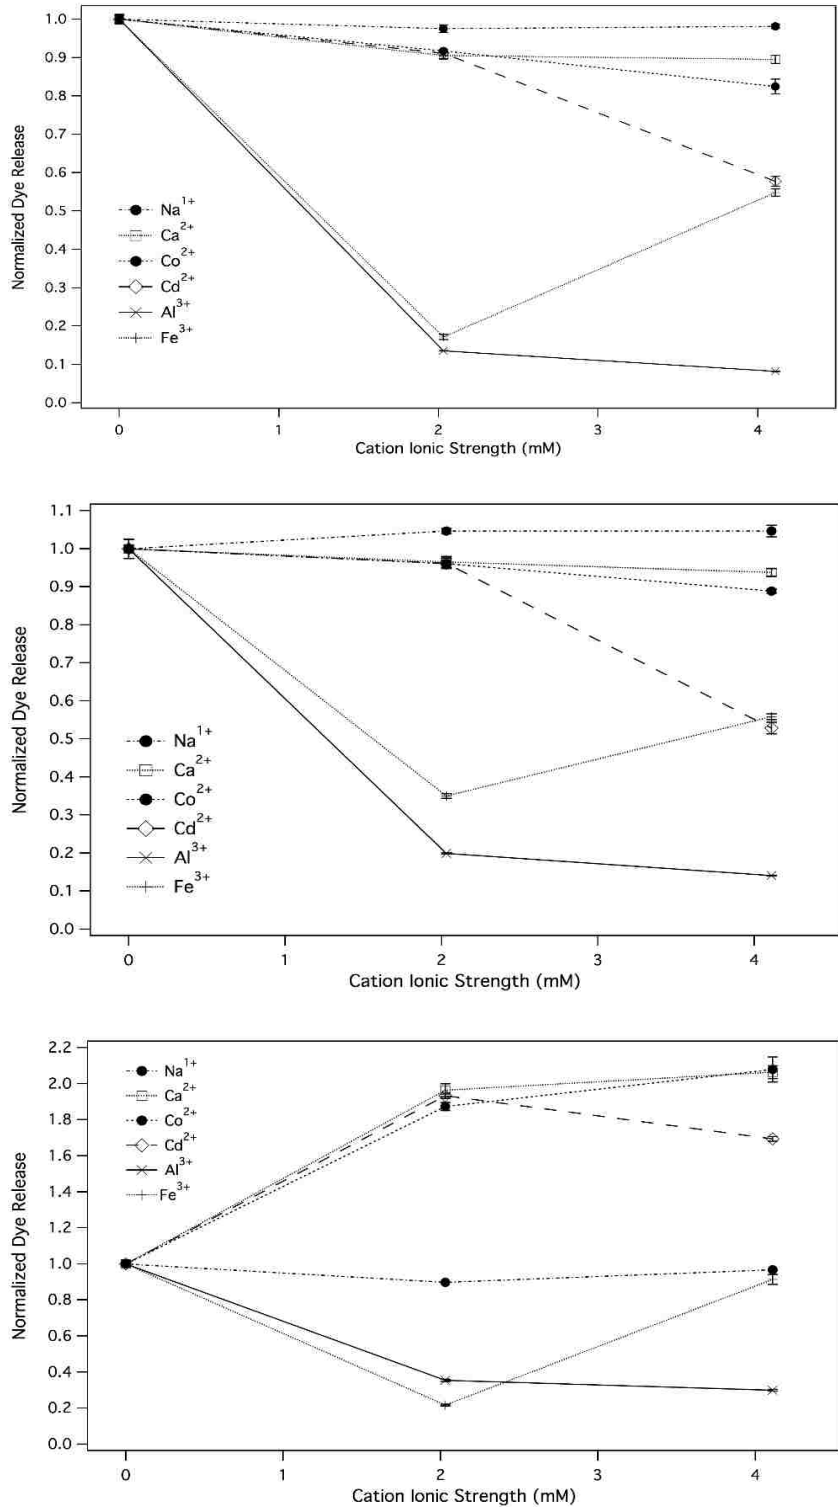 1.0
0.9
0.8
0.7
0.6
0.5
0.4
0.3
0.2
0.1
0.0
Normalized Dye Release
Na1+
Ca2+
Co2+
Cd2+
Al3+
Fe3+
0 1 2 3 4
Cation Ionic Strength (mM)
1.1
1.0
0.9
0.8
0.7
0.6
0.5
0.4
0.3
0.2
0.1
0.0
Normalized Dye Release
Na1+
Ca2+
Co2+
Cd2+
Al3+
Fe3+
0 1 2 3 4
Cation Ionic Strength (mM)
2.2
2.0
1.8
1.6
1.4
1.2
1.0
0.8
0.6
0.4
0.2
0.0
Normalized Dye Release
Na1+
Ca2+
Co2+
Cd2+
Al3+
Fe3+
0 1 2 3 4
Cation Ionic Strength (mM)